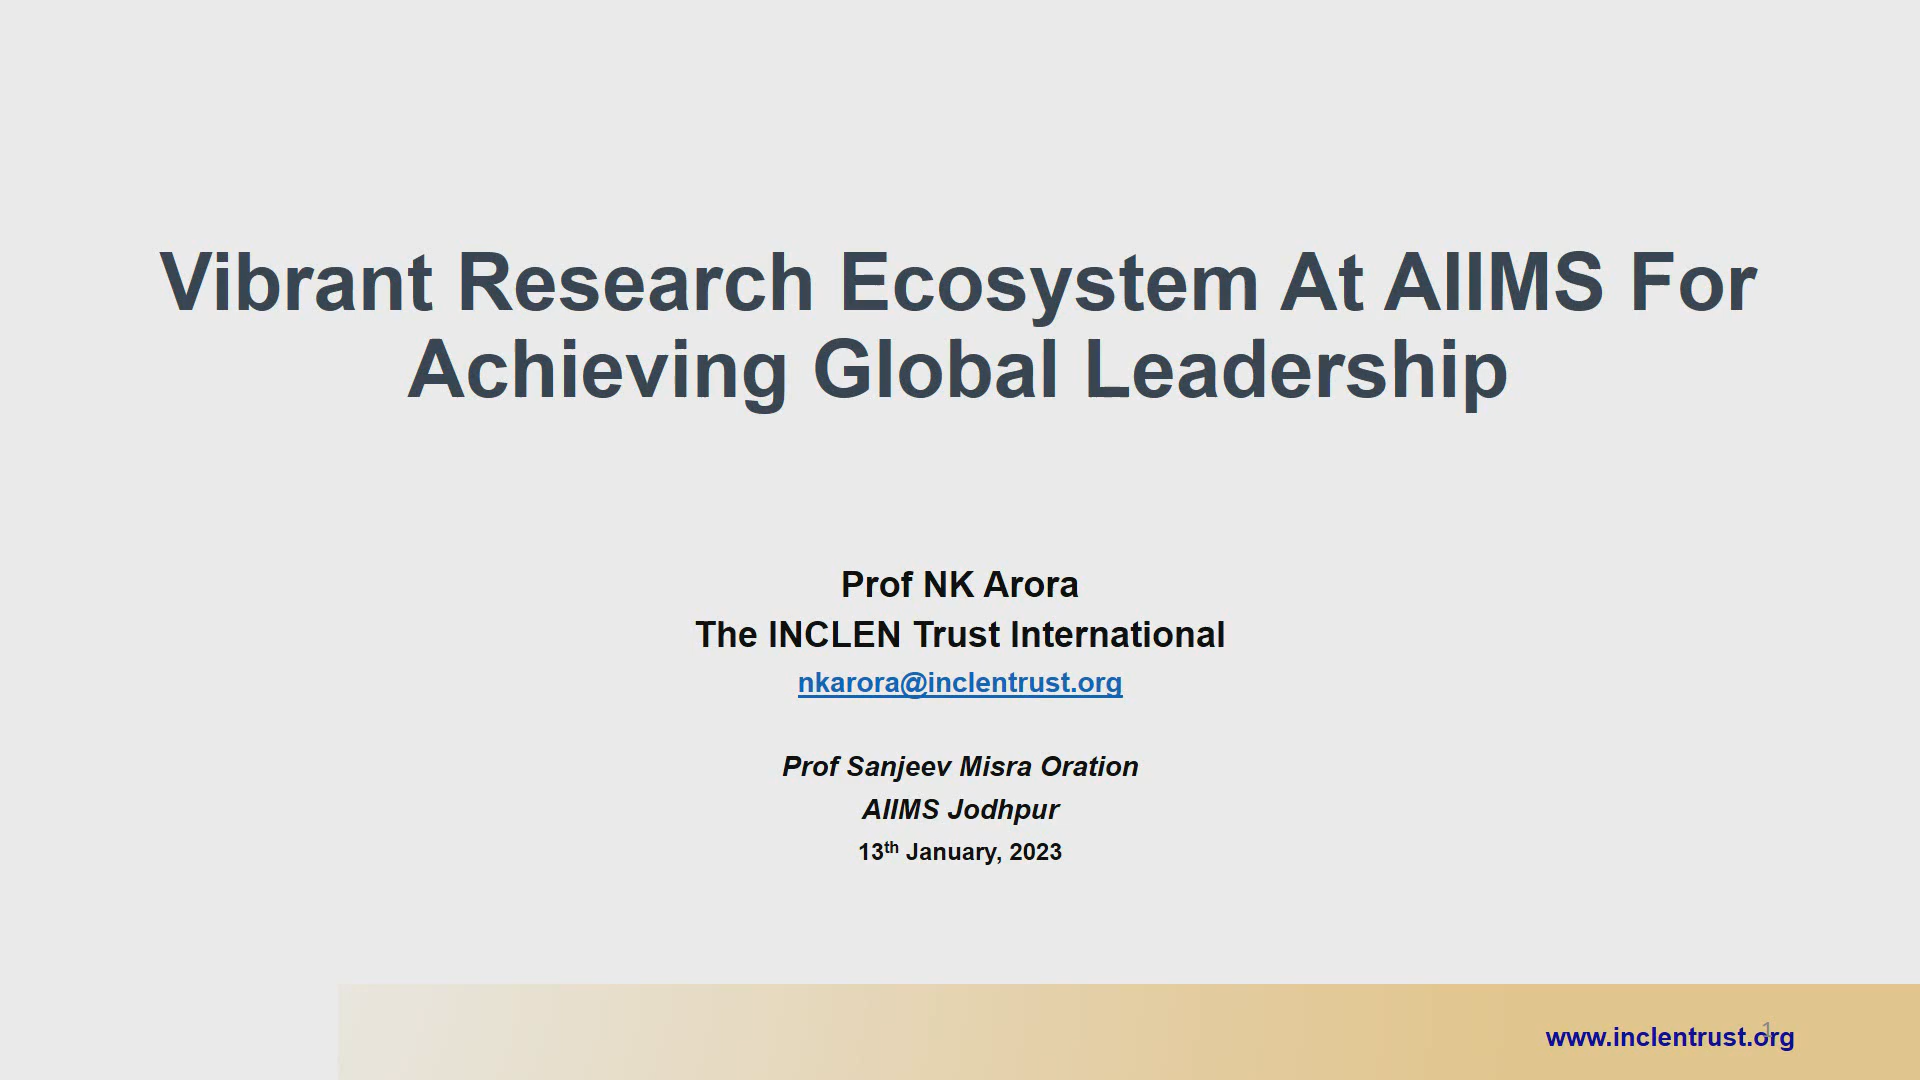 Vibrant Research Ecosystem At AIIMS For
Achieving Global Leadership
Prof NK Arora
The INCLEN Trust International
nkarora@inclentrust.org
Prof Sanjeev Misra Oration
AIIMS Jodhpur
13th January, 2023
www.inclentrust.org
1